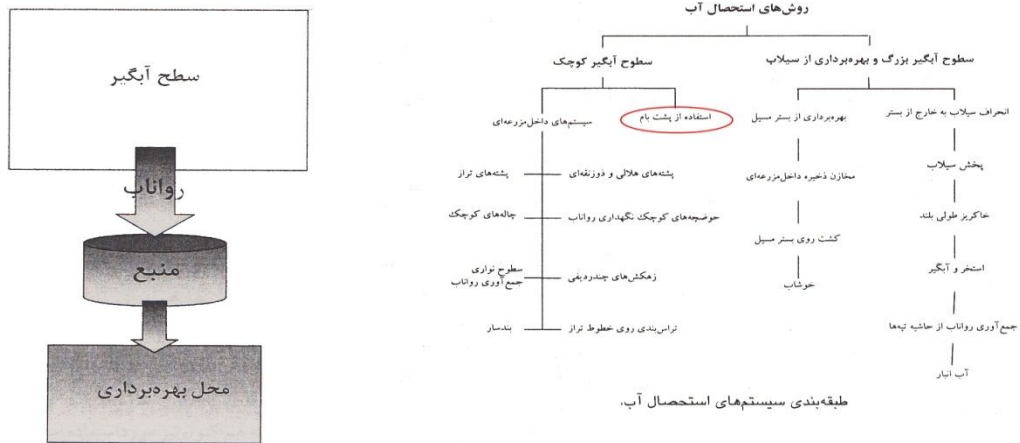 روش‌های استحصال آب
سطوح آبگیر بزرگ و بهره‌برداری از سیلاب
سطوح آبگیر کوچک
انحراف سیلاب به خارج از بستر
بهره‌برداری از بستر مسیل
استفاده از پشت بام
سیستم‌های داخل‌مزرعه‌ای
پخش سیلاب
خاکریز طولی بلند
استخر و آبگیر
جمع‌آوری رواناب از حاشیه تپه‌ها
آب انبار
مخازن ذخیره داخل‌مزرعه‌ای
کشت روی بستر مسیل
خوشاب
پشته‌های هلالی و ذوزنقه‌ای
پشته‌های تراز
حوضچه‌های کوچک نگهداری رواناب
چاله‌های کوچک
زهکش‌های چندردیفی
سطوح نواری
جمع‌آوری رواناب
تراس‌بندی روی خطوط تراز
بندسار
طبقه‌بندی سیستم‌های استحصال آب.
سطح آبگیر
رواناب
منبع
محل بهره‌برداری